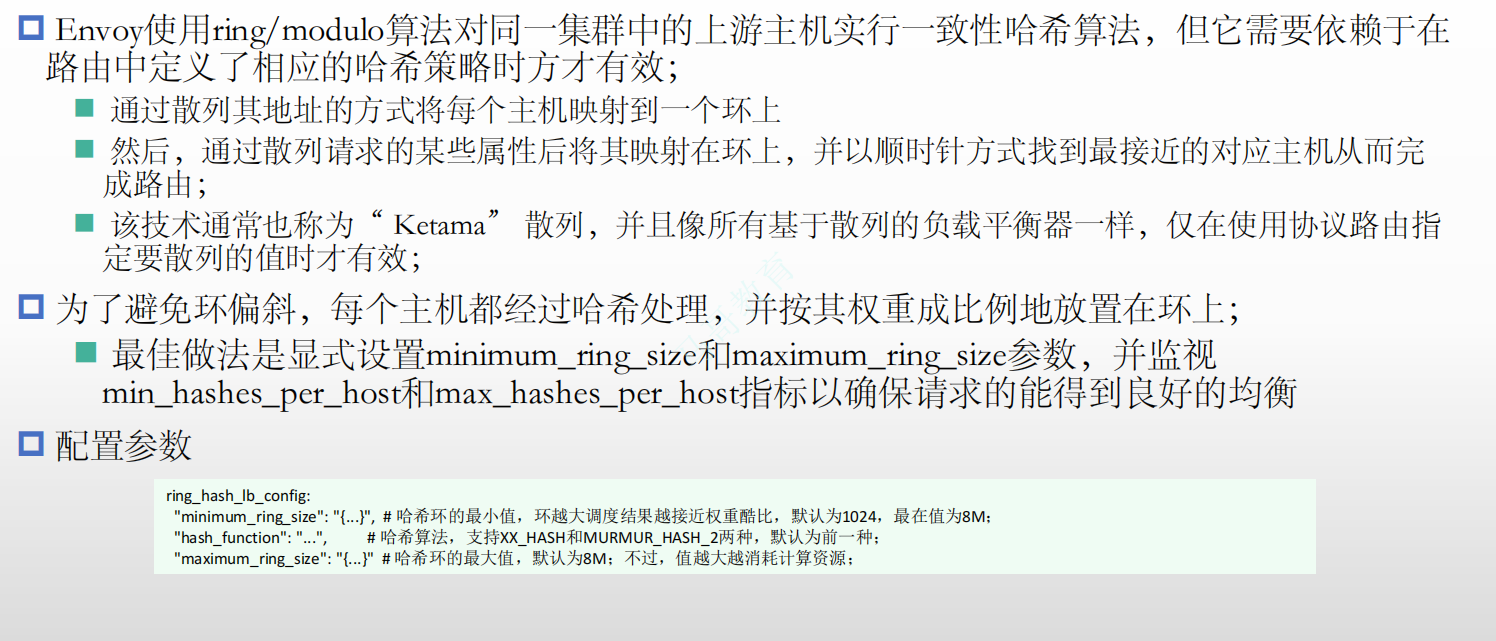 Envoy使用ring/modulo算法对同一集群中的上游主机实行一致性哈希算法，但它需要依赖于在
路由中定义了相应的哈希策略时方才有效；
通过散列其地址的方式将每个主机映射到一个环上
然后，通过散列请求的某些属性后将其映射在环上，并以顺时针方式找到最接近的对应主机从而完
成路由；
该技术通常也称为“ Ketama” 散列，并且像所有基于散列的负载平衡器一样，仅在使用协议路由指
定要散列的值时才有效；
为了避免环偏斜，每个主机都经过哈希处理，并按其权重成比例地放置在环上；
最佳做法是显式设置minimum_ring_size和maximum_ring_size参数，并监视
min_hashes_per_host和max_hashes_per_host指标以确保请求的能得到良好的均衡
配置参数
ring_hash_lb_config:
"minimum_ring_size": "{...}", # 哈希环的最小值，环越大调度结果越接近权重酷比，默认为1024，最在值为8M；
"hash_function": "...", # 哈希算法，支持XX_HASH和MURMUR_HASH_2两种，默认为前一种；
"maximum_ring_size": "{...}" # 哈希环的最大值，默认为8M；不过，值越大越消耗计算资源；